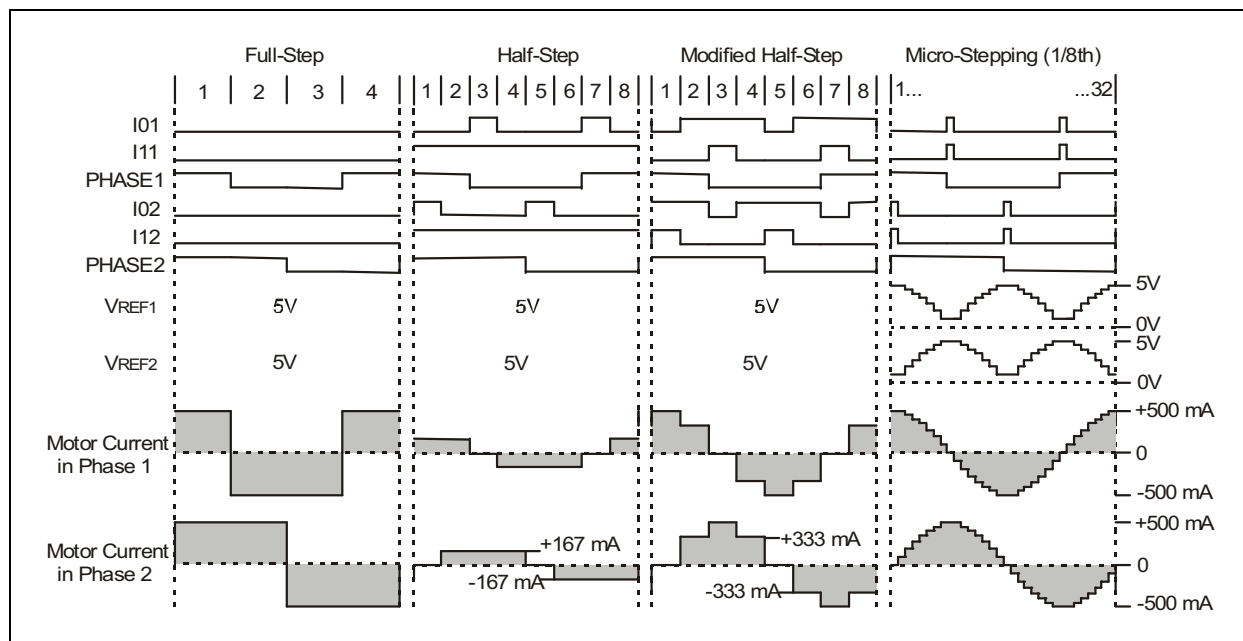 Full-Step Half-Step Modified Half-Step Micro-Stepping (1/8th)
1 2 3 4 1 2 3 4 5 6 7 8 1 2 3 4 5 6 7 8 1... ...32
I01
I11
PHASE1
I02
I12
PHASE2
VREF1 5V 5V 5V 5V
0V
VREF2 5V 5V 5V 5V
0V
Motor Current in Phase 1
+500 mA
0
-500 mA
Motor Current in Phase 2
+167 mA
-167 mA
+333 mA
-333 mA
+500 mA
0
-500 mA